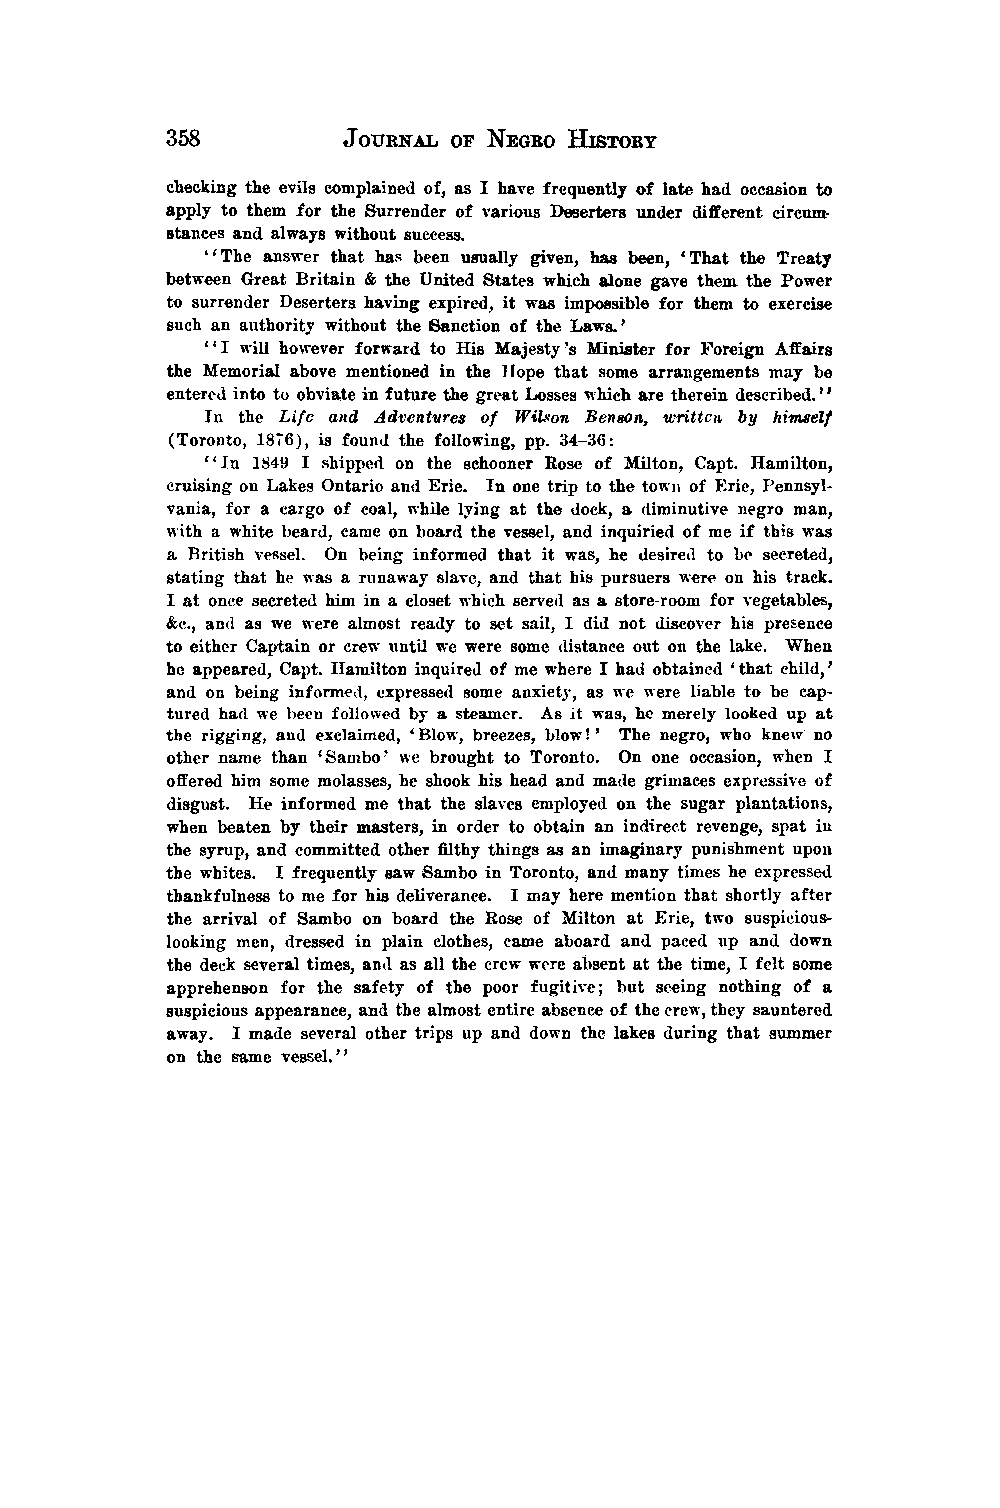 358 JOURNAL OF NEGRO HISTORY
checking the evils complained of, as I have frequently of late had occasion to
apply to them for the Surrender of various Deserters under different circum-
stances and always without success.
"The answer that has been usually given, has been, 'That the Treaty
between Great Britain & the United States which alone gave them the Power
to surrender Deserters having expired, it was impossible for them to exercise
such an authority without the Sanction of the Laws.'
"I will however forward to His Majesty's Minister for Foreign Affairs
the Memorial above mentioned in the Hope that some arrangements may be
entered into to obviate in future the great Losses which are therein described."
In the Life and Adventures of Wilson Benson, written by himself
(Toronto, 1876), is found the following, pp. 34–36:
"In 1849 I shipped on the schooner Rose of Milton, Capt. Hamilton,
cruising on Lakes Ontario and Erie. In one trip to the town of Erie, Pennsyl-
vania, for a cargo of coal, while lying at the dock, a diminutive negro man,
with a white beard, came on board the vessel, and inquiried of me if this was
a British vessel. On being informed that it was, he desired to be secreted,
stating that he was a runaway slave, and that his pursuers were on his track.
I at once secreted him in a closet which served as a store-room for vegetables,
&c., and as we were almost ready to set sail, I did not discover his presence
to either Captain or crew until we were some distance out on the lake. When
he appeared, Capt. Hamilton inquired of me where I had obtained 'that child,'
and on being informed, expressed some anxiety, as we were liable to be cap-
tured had we been followed by a steamer. As it was, he merely looked up at
the rigging, and exclaimed, 'Blow, breezes, blow!' The negro, who knew no
other name than 'Sambo' we brought to Toronto. On one occasion, when I
offered him some molasses, he shook his head and made grimaces expressive of
disgust. He informed me that the slaves employed on the sugar plantations,
when beaten by their masters, in order to obtain an indirect revenge, spat in
the syrup, and committed other filthy things as an imaginary punishment upon
the whites. I frequently saw Sambo in Toronto, and many times he expressed
thankfulness to me for his deliverance. I may here mention that shortly after
the arrival of Sambo on board the Rose of Milton at Erie, two suspicious-
looking men, dressed in plain clothes, came aboard and paced up and down
the deck several times, and as all the crew were absent at the time, I felt some
apprehenson for the safety of the poor fugitive; but seeing nothing of a
suspicious appearance, and the almost entire absence of the crew, they sauntered
away. I made several other trips up and down the lakes during that summer
on the same vessel."